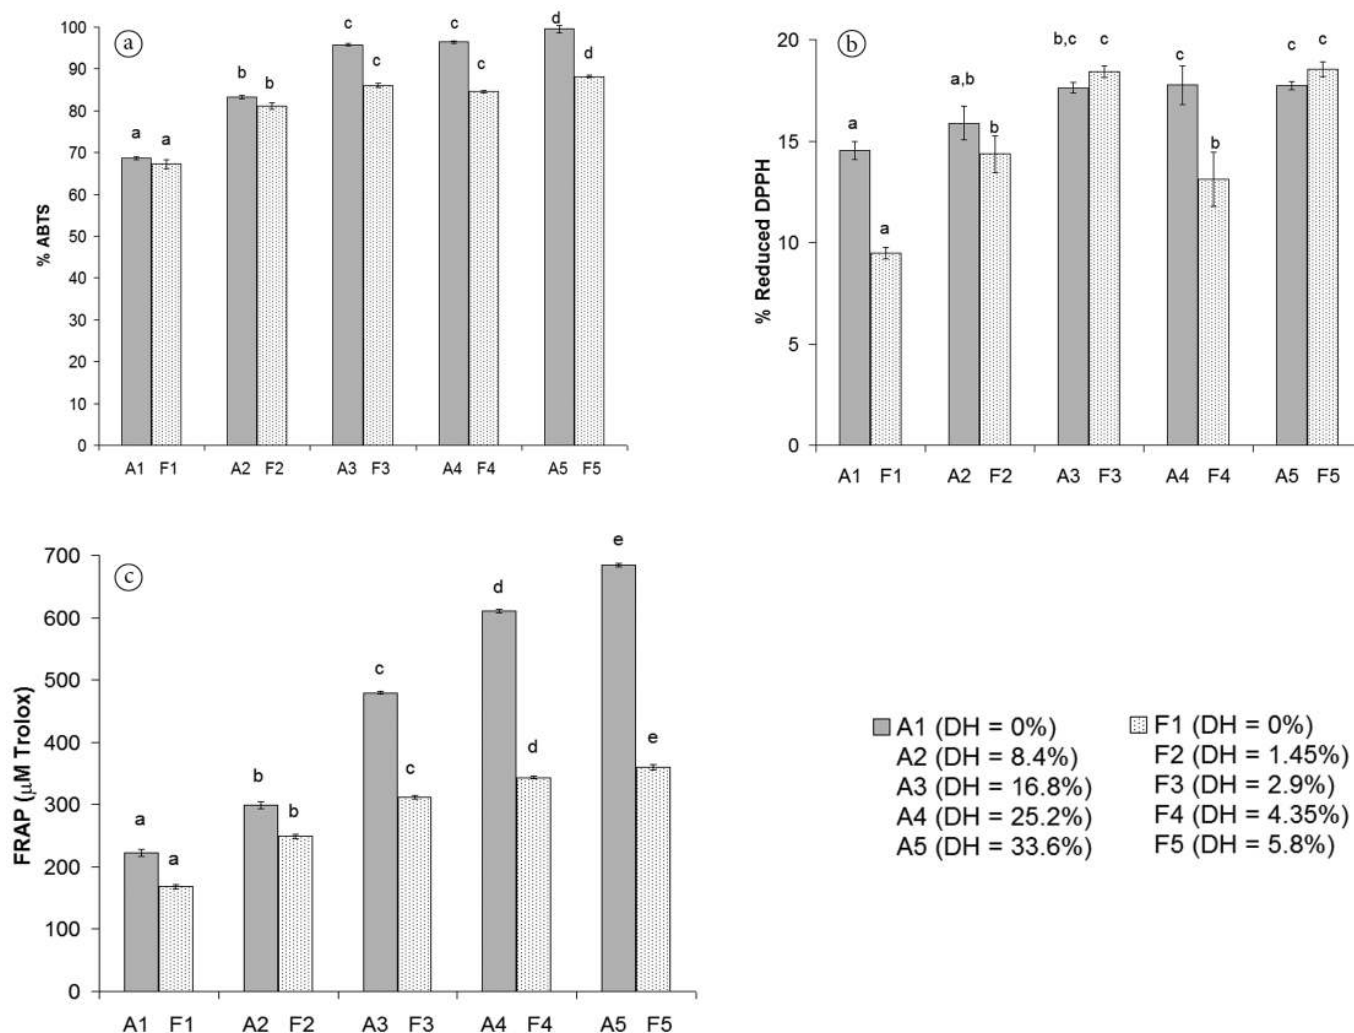 a
% ABTS
100
90
80
70
60
50
40
30
20
10
0
a a b b c c c c d d
A1 F1 A2 F2 A3 F3 A4 F4 A5 F5
b
% Reduced DPPH
20
15
10
5
0
a a a,b b b,c c c b c c
A1 F1 A2 F2 A3 F3 A4 F4 A5 F5
c
FRAP (μM Trolox)
700
600
500
400
300
200
100
0
a a b b c c d d e e
A1 F1 A2 F2 A3 F3 A4 F4 A5 F5
A1 (DH = 0%)
A2 (DH = 8.4%)
A3 (DH = 16.8%)
A4 (DH = 25.2%)
A5 (DH = 33.6%)
F1 (DH = 0%)
F2 (DH = 1.45%)
F3 (DH = 2.9%)
F4 (DH = 4.35%)
F5 (DH = 5.8%)